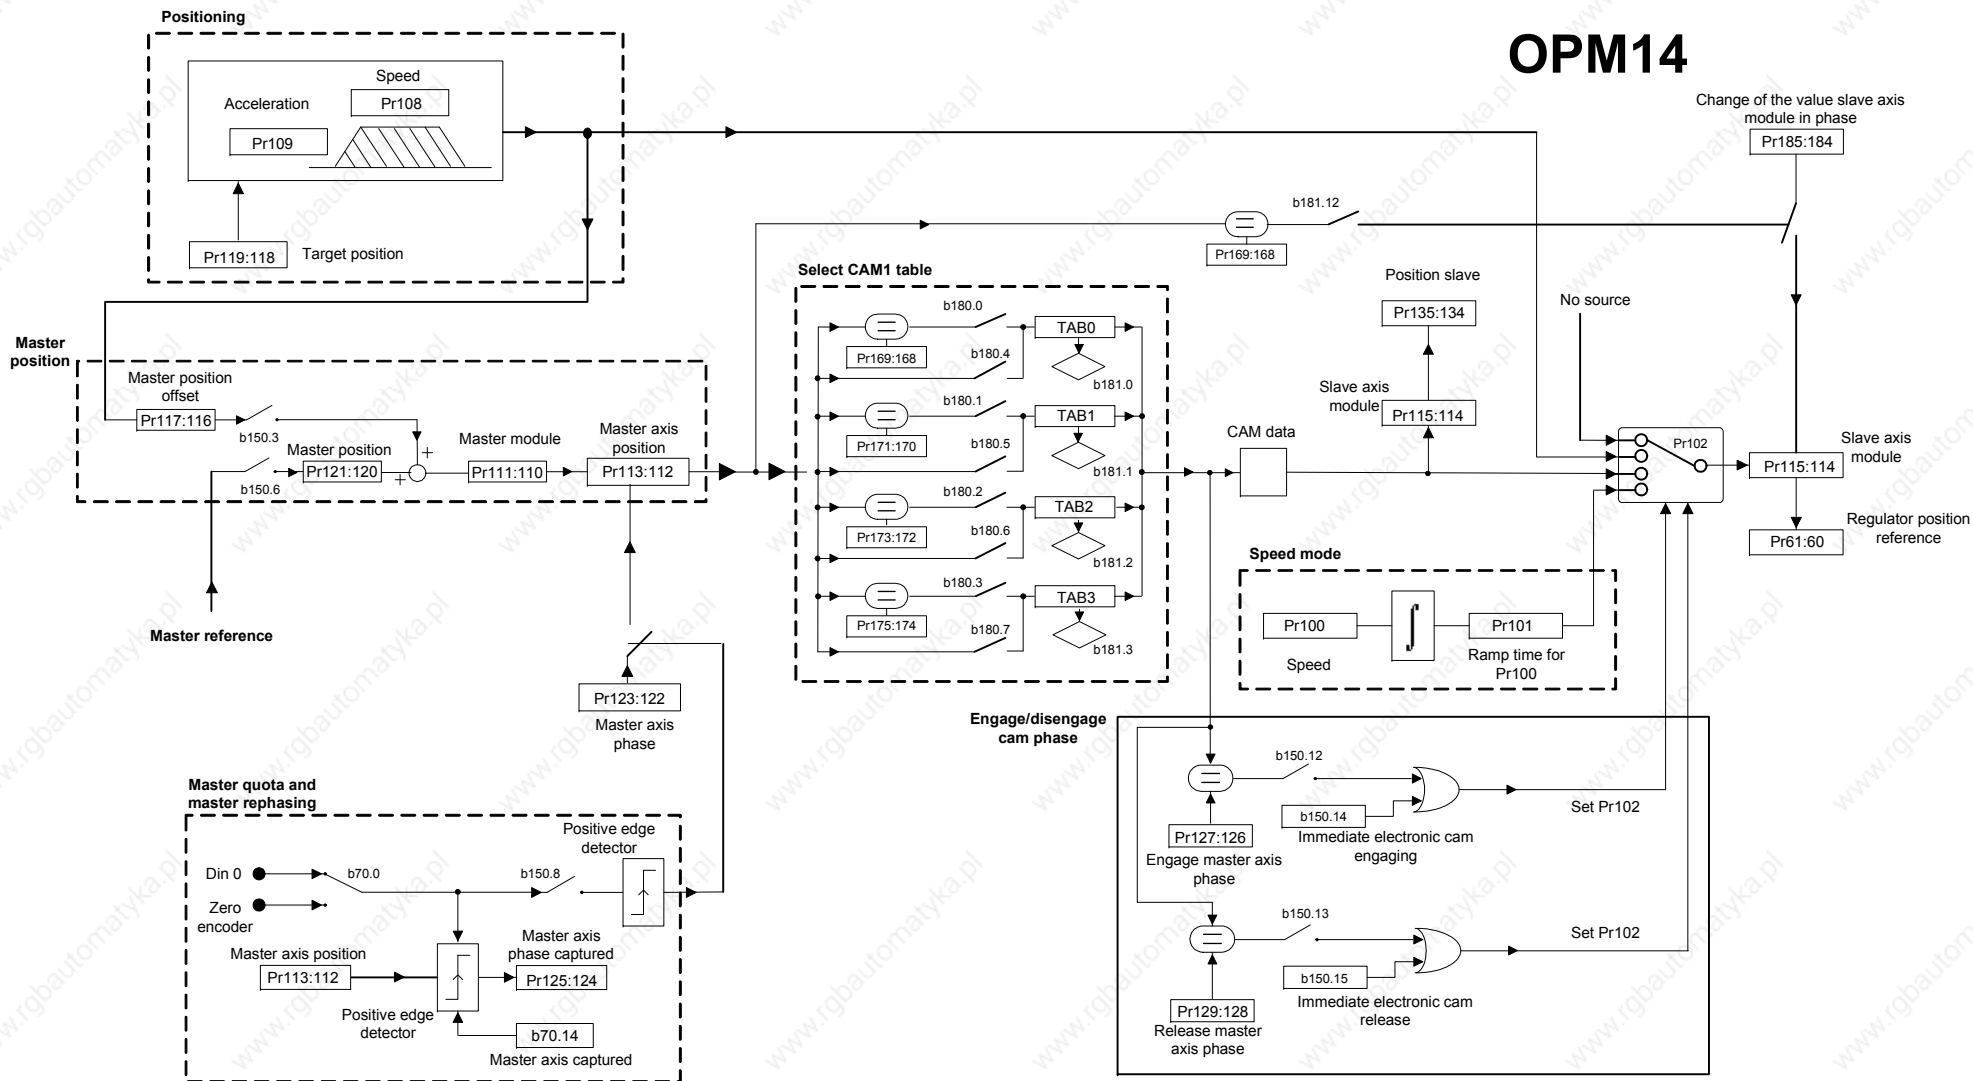 OPM14
Positioning
Speed
Pr108
Acceleration
Pr109
Pr119:118
Target position
Change of the value slave axis
module in phase
Pr185:184
b181.12
Pr169:168
Master
position
Master position
offset
Pr117:116
b150.3
Master position
Pr121:120
b150.6
+
+
Master module
Pr111:110
Master axis
position
Pr113:112
Master reference
Pr123:122
Master axis
phase
Select CAM1 table
b180.0
TAB0
Pr169:168
b180.4
b181.0
b180.1
TAB1
Pr171:170
b180.5
b181.1
b180.2
TAB2
Pr173:172
b180.6
b181.2
b180.3
TAB3
Pr175:174
b180.7
b181.3
Position slave
Pr135:134
Slave axis
module
Pr115:114
CAM data
No source
Pr102
Slave axis
module
Pr115:114
Regulator position
reference
Pr61:60
Speed mode
Pr100
Speed
∫
Pr101
Ramp time for
Pr100
Engage/disengage
cam phase
b150.12
b150.14
Immediate electronic cam
engaging
Set Pr102
Pr127:126
Engage master axis
phase
b150.13
b150.15
Immediate electronic cam
release
Set Pr102
Pr129:128
Release master
axis phase
Master quota and
master rephasing
Positive edge
detector
Din 0
b70.0
b150.8
Zero
encoder
Master axis position
Pr113:112
Master axis
phase captured
Pr125:124
Positive edge
detector
b70.14
Master axis captured
www.rgbautomatyka.pl